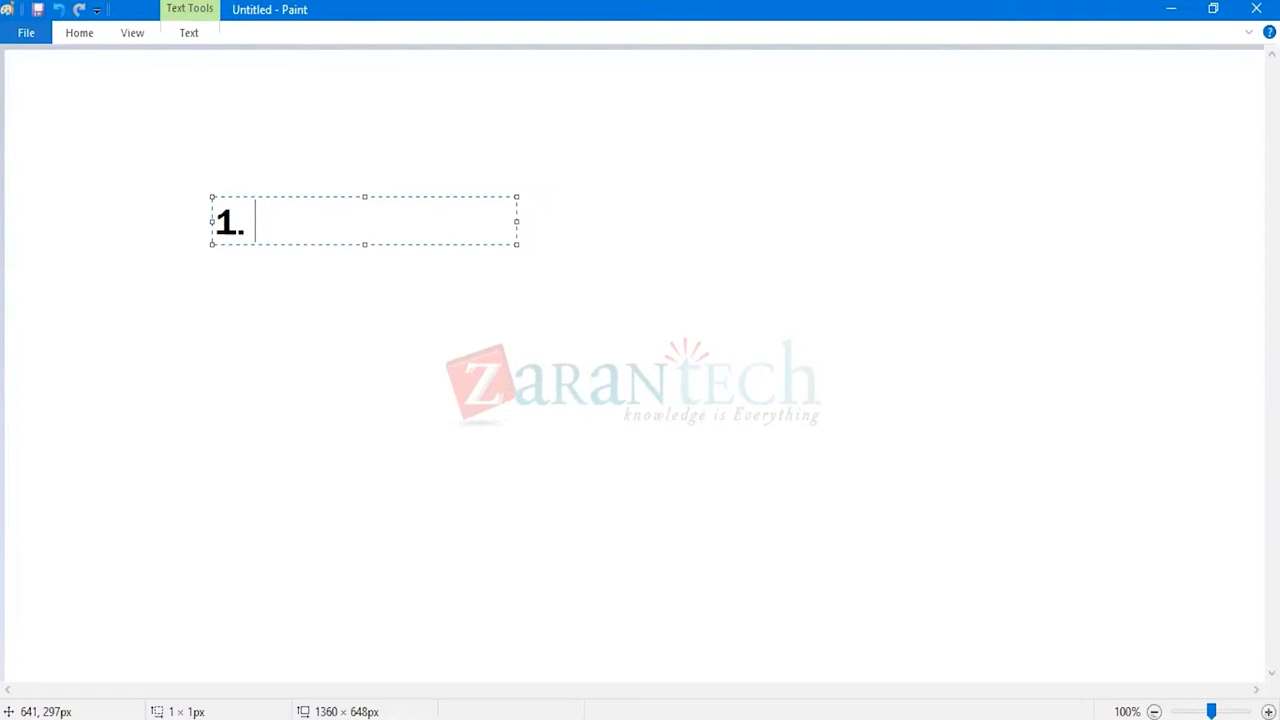 Text Tools
Untitled - Paint
File
Home
View
Text
1.
ZaranTech
knowledge is Everything
641, 297px
1 × 1px
1360 × 648px
100%